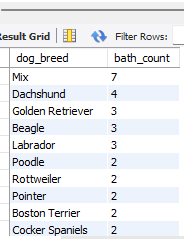 Result Grid Filter Rows:
dog_breed bath_count
Mix 7
Dachshund 4
Golden Retriever 3
Beagle 3
Labrador 3
Poodle 2
Rottweiler 2
Pointer 2
Boston Terrier 2
Cocker Spaniels 2